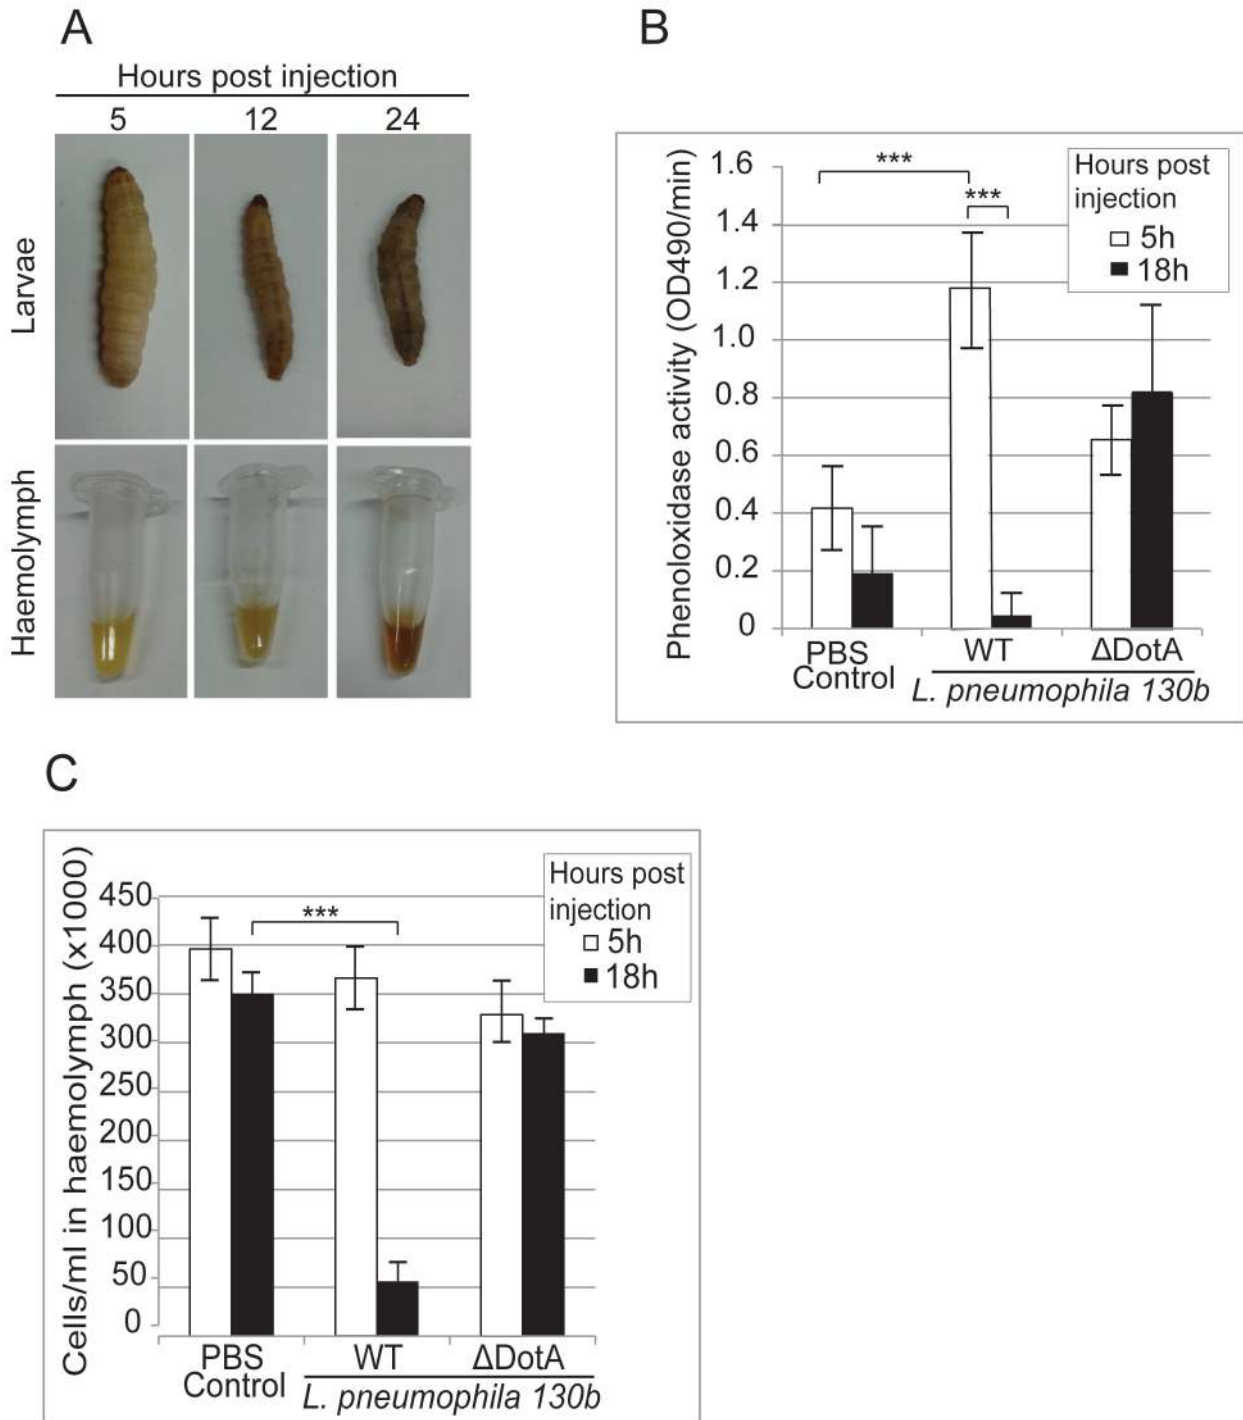 A
Hours post injection
5 12 24
Larvae
Haemolymph
B
Phenoloxidase activity (OD490/min)
1.6
1.4
1.2
1.0
0.8
0.6
0.4
0.2
0
***
***
Hours post
injection
5h
18h
PBS
Control
WT
ΔDotA
L. pneumophila 130b
C
Cells/ml in haemolymph (x1000)
450
400
350
300
250
200
150
100
50
0
***
Hours post
injection
5h
18h
PBS
Control
WT
ΔDotA
L. pneumophila 130b